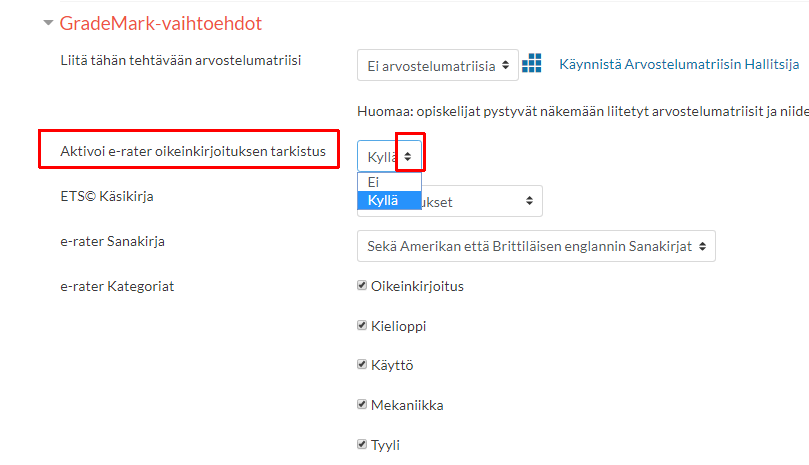 GradeMark-vaihtoehdot
Liitä tähän tehtävään arvostelumatriisi
Ei arvostelumatriisia
Käynnistä Arvostelumatriisin Hallitsija
Huomaa: opiskelijat pystyvät näkemään liitetyt arvostelumatriisit ja niide
Aktivoi e-rater oikeinkirjoituksen tarkistus
Kyllä
Ei
Kyllä
ETS© Käsikirja
ukset
e-rater Sanakirja
Sekä Amerikan että Brittiläisen englannin Sanakirjat
e-rater Kategoriat
Oikeinkirjoitus
Kielioppi
Käyttö
Mekaniikka
Tyyli